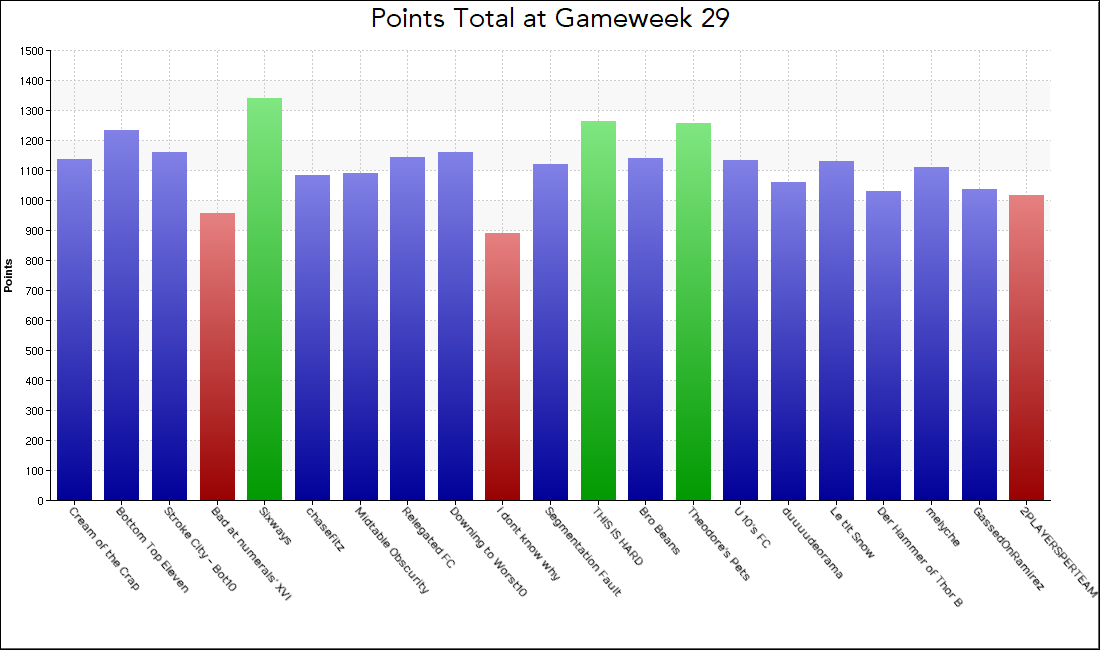 Points Total at Gameweek 29
1500
1400
1300
1200
1100
1000
900
800
700
600
500
400
300
200
100
0
Points
Cream of the Crap
Bottom Top Eleven
Stroke City - Bot10
Bad at numerals' XVI
Sixways
chasefitz
Midtable Obscurity
Relegated FC
Downing to Worst10
i dont know why
Segmentation Fault
THIS IS HARD
Bro Beans
Theodore's Pets
U10's FC
duuuudeorama
Le tit Snow
Der Hammer of Thor B
melyche
GassedOnRamirez
2PLAYERSPERTEAM